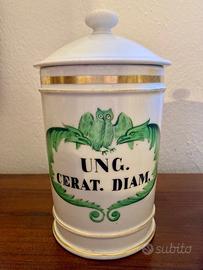 UNG.
CERAT. DIAM.
subito